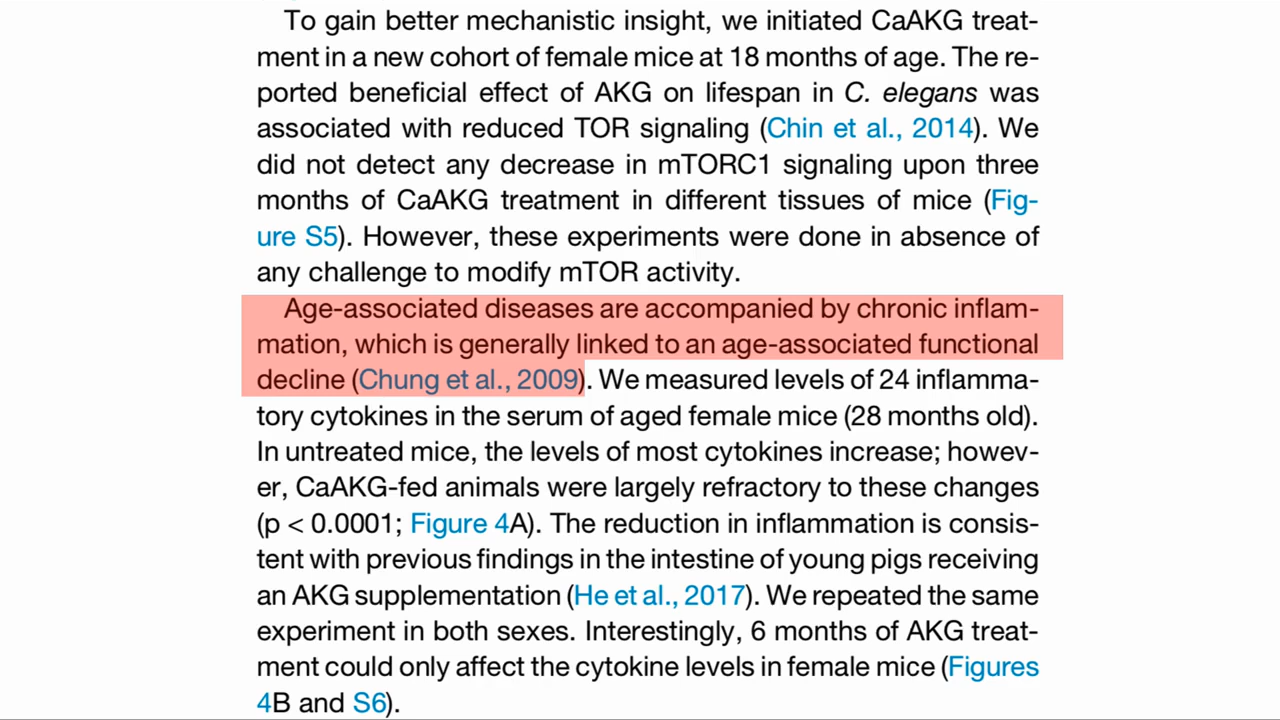 To gain better mechanistic insight, we initiated CaAKG treat-
ment in a new cohort of female mice at 18 months of age. The re-
ported beneficial effect of AKG on lifespan in C. elegans was
associated with reduced TOR signaling (Chin et al., 2014). We
did not detect any decrease in mTORC1 signaling upon three
months of CaAKG treatment in different tissues of mice (Fig-
ure S5). However, these experiments were done in absence of
any challenge to modify mTOR activity.
Age-associated diseases are accompanied by chronic inflam-
mation, which is generally linked to an age-associated functional
decline (Chung et al., 2009). We measured levels of 24 inflamma-
tory cytokines in the serum of aged female mice (28 months old).
In untreated mice, the levels of most cytokines increase; howev-
er, CaAKG-fed animals were largely refractory to these changes
(p < 0.0001; Figure 4A). The reduction in inflammation is consis-
tent with previous findings in the intestine of young pigs receiving
an AKG supplementation (He et al., 2017). We repeated the same
experiment in both sexes. Interestingly, 6 months of AKG treat-
ment could only affect the cytokine levels in female mice (Figures
4B and S6).